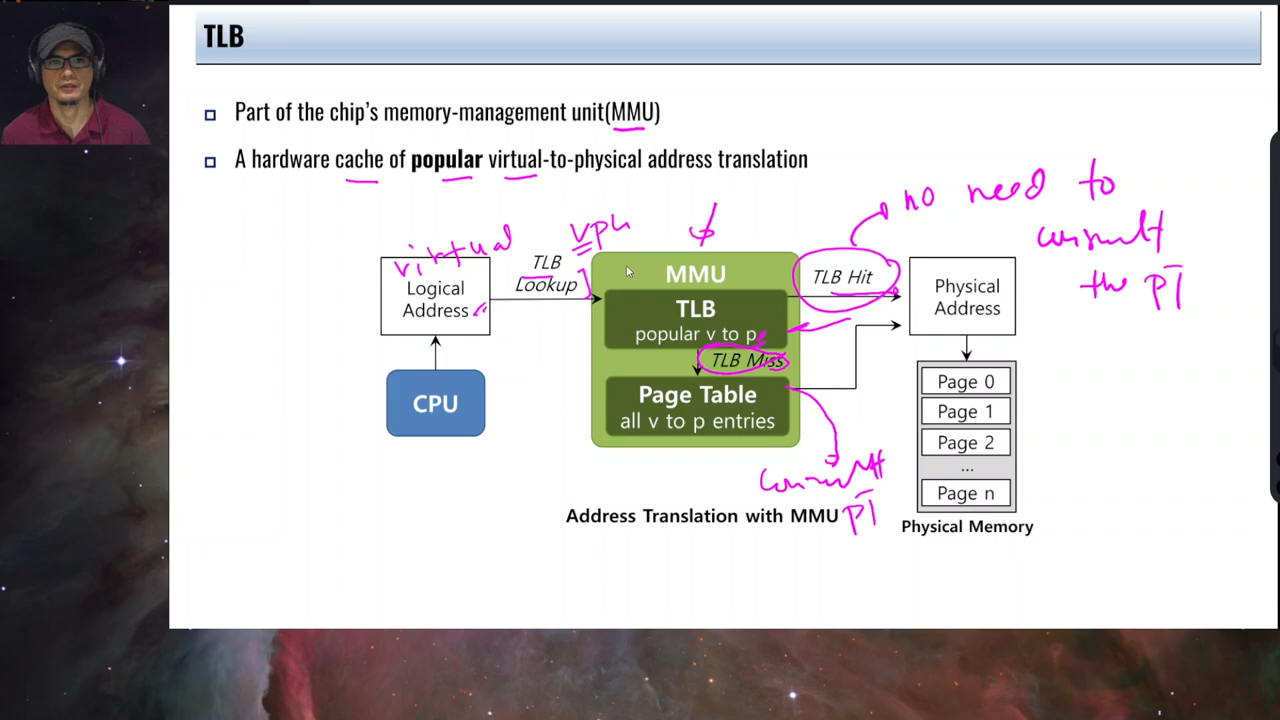 TLB
Part of the chip's memory-management unit(MMU)
A hardware cache of popular virtual-to-physical address translation
no need to
consult
the PT
virtual
vpn
TLB
Lookup
Logical
Address
CPU
MMU
TLB
popular v to p
TLB Miss
Page Table
all v to p entries
TLB Hit
Physical
Address
Page 0
Page 1
Page 2
...
Page n
consult
PT
Address Translation with MMU
Physical Memory